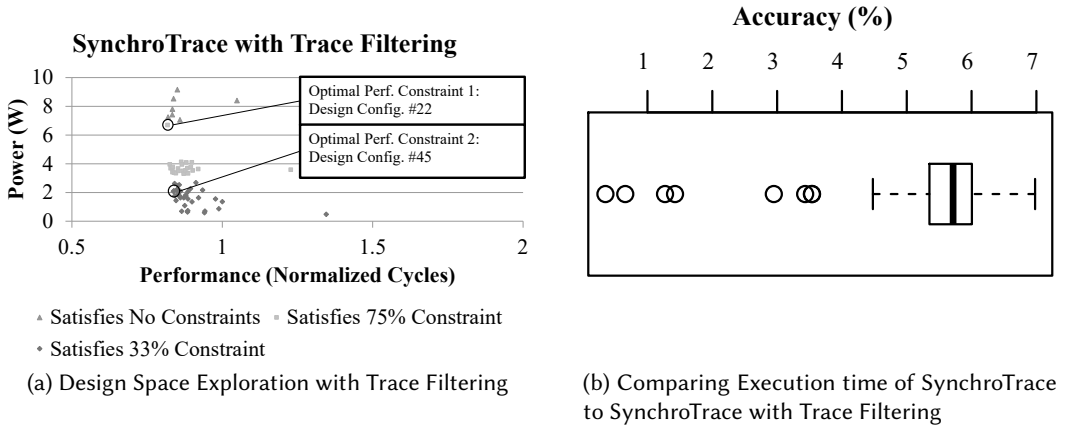 SynchroTrace with Trace Filtering
Power (W)
10
8
6
4
2
0
Optimal Perf. Constraint 1:
Design Config. #22
Optimal Perf. Constraint 2:
Design Config. #45
0.5 1 1.5 2
Performance (Normalized Cycles)
Satisfies No Constraints Satisfies 75% Constraint
Satisfies 33% Constraint
(a) Design Space Exploration with Trace Filtering
Accuracy (%)
1 2 3 4 5 6 7
(b) Comparing Execution time of SynchroTrace
to SynchroTrace with Trace Filtering